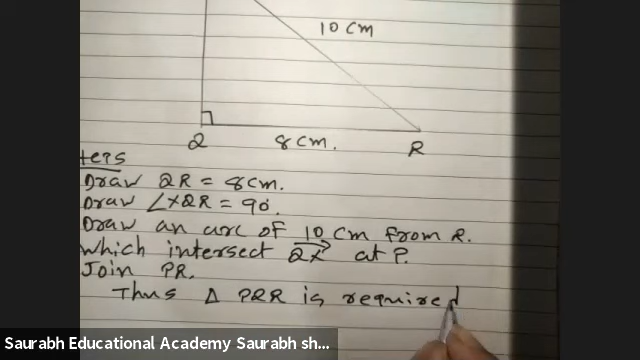 10 cm
Q 8 cm. R
teps
Draw QR = 8cm.
Draw ∠XQR = 90°.
Draw an arc of 10 cm from R.
Which intersect QX at P.
Join PR.
Thus Δ PQR is required
Saurabh Educational Academy Saurabh sh...